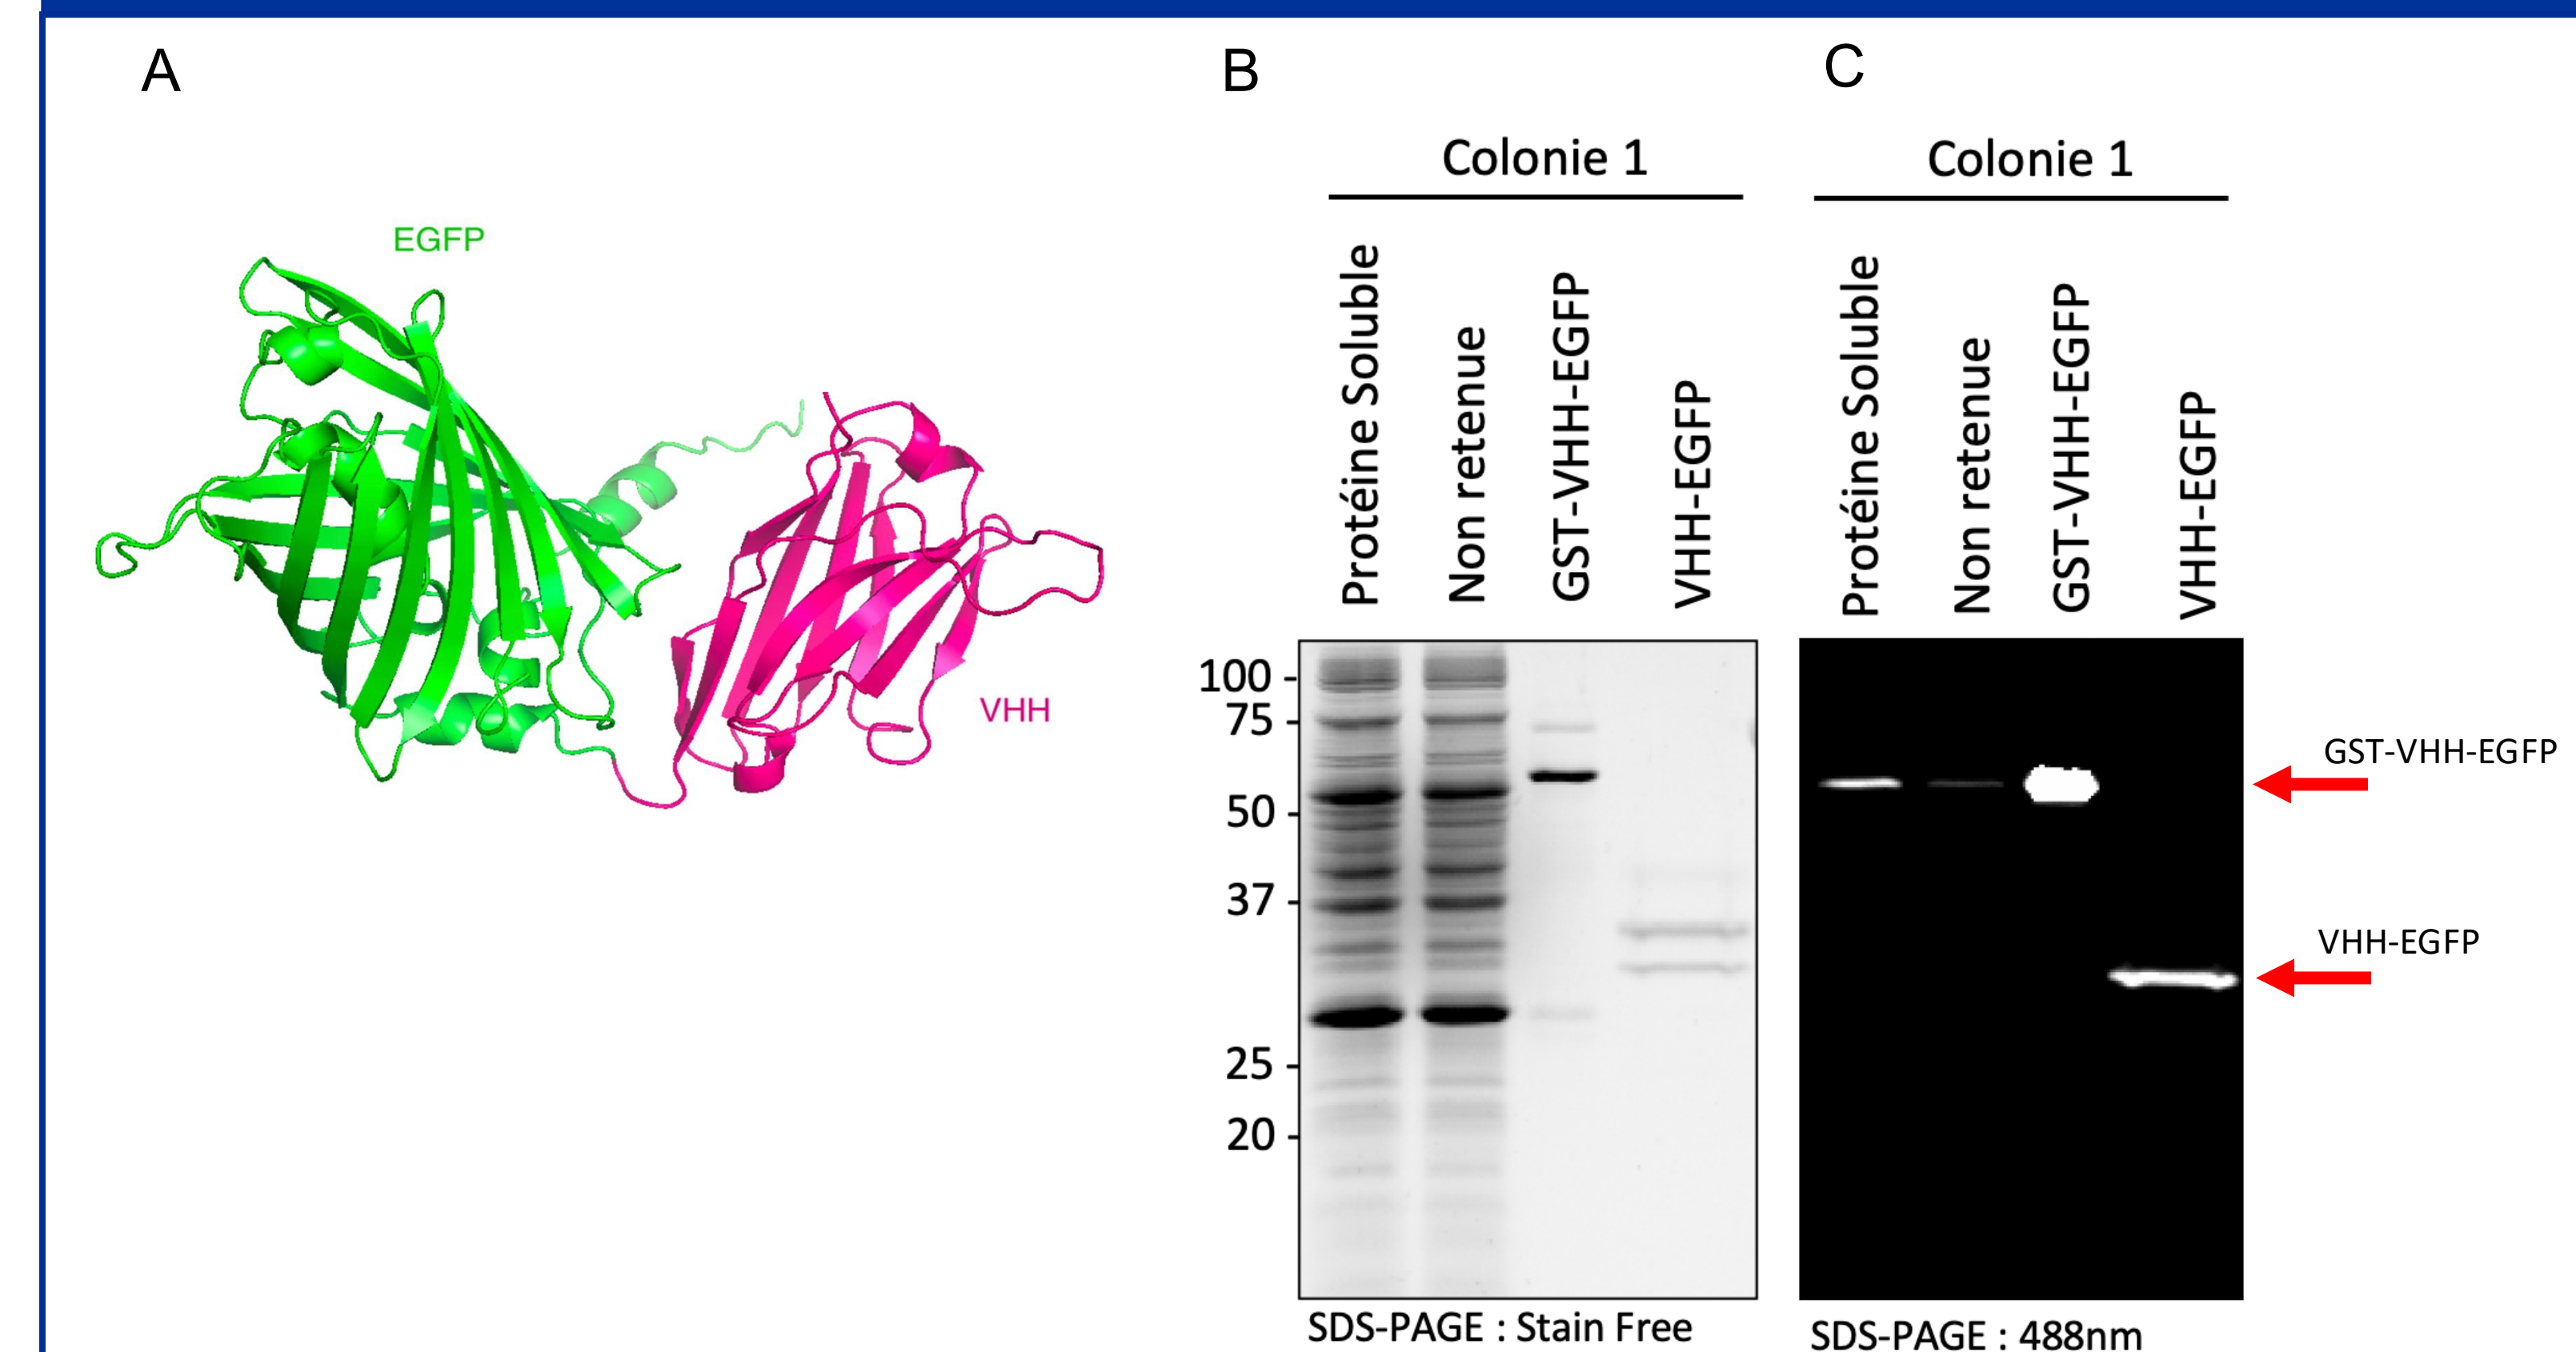 A
EGFP
VHH
B
Colonie 1
Protéine Soluble
Non retenue
GST-VHH-EGFP
VHH-EGFP
100 -
75 -
50 -
37 -
25 -
20 -
SDS-PAGE : Stain Free
C
Colonie 1
Protéine Soluble
Non retenue
GST-VHH-EGFP
VHH-EGFP
GST-VHH-EGFP
VHH-EGFP
SDS-PAGE : 488nm